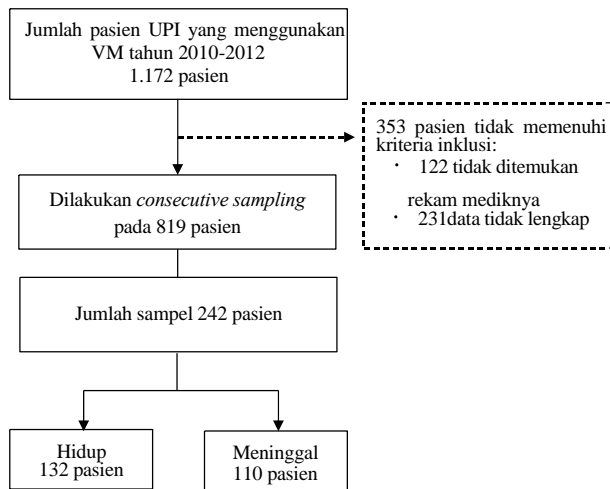 Jumlah pasien UPI yang menggunakan
VM tahun 2010-2012
1.172 pasien
353 pasien tidak memenuhi
kriteria inklusi:
· 122 tidak ditemukan
rekam mediknya
· 231data tidak lengkap
Dilakukan consecutive sampling
pada 819 pasien
Jumlah sampel 242 pasien
Hidup
132 pasien
Meninggal
110 pasien